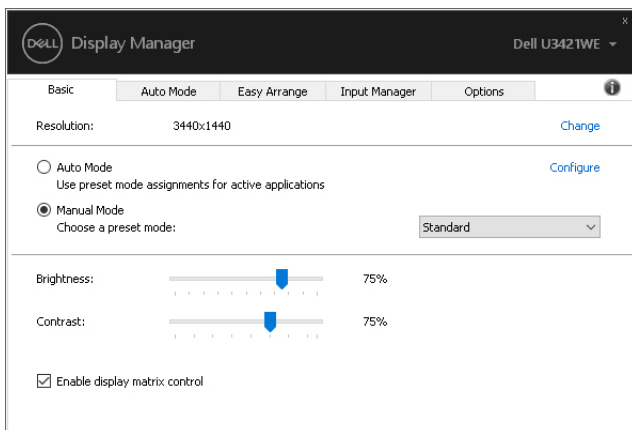 x
DELL Display Manager Dell U3421WE
Basic Auto Mode Easy Arrange Input Manager Options i
Resolution: 3440x1440 Change
Auto Mode Configure
Use preset mode assignments for active applications
Manual Mode
Choose a preset mode: Standard
Brightness: 75%
Contrast: 75%
Enable display matrix control